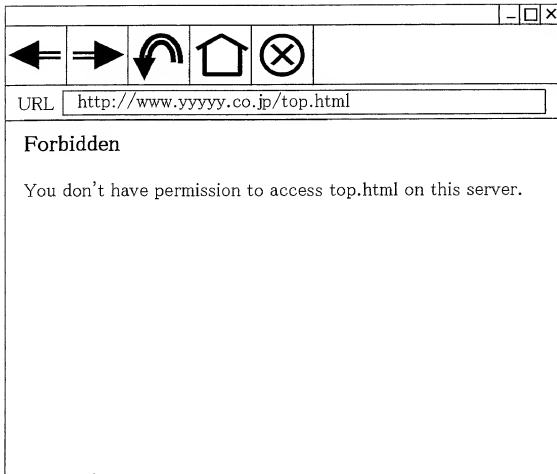 URL http://www.yyyyy.co.jp/top.html
Forbidden
You don't have permission to access top.html on this server.